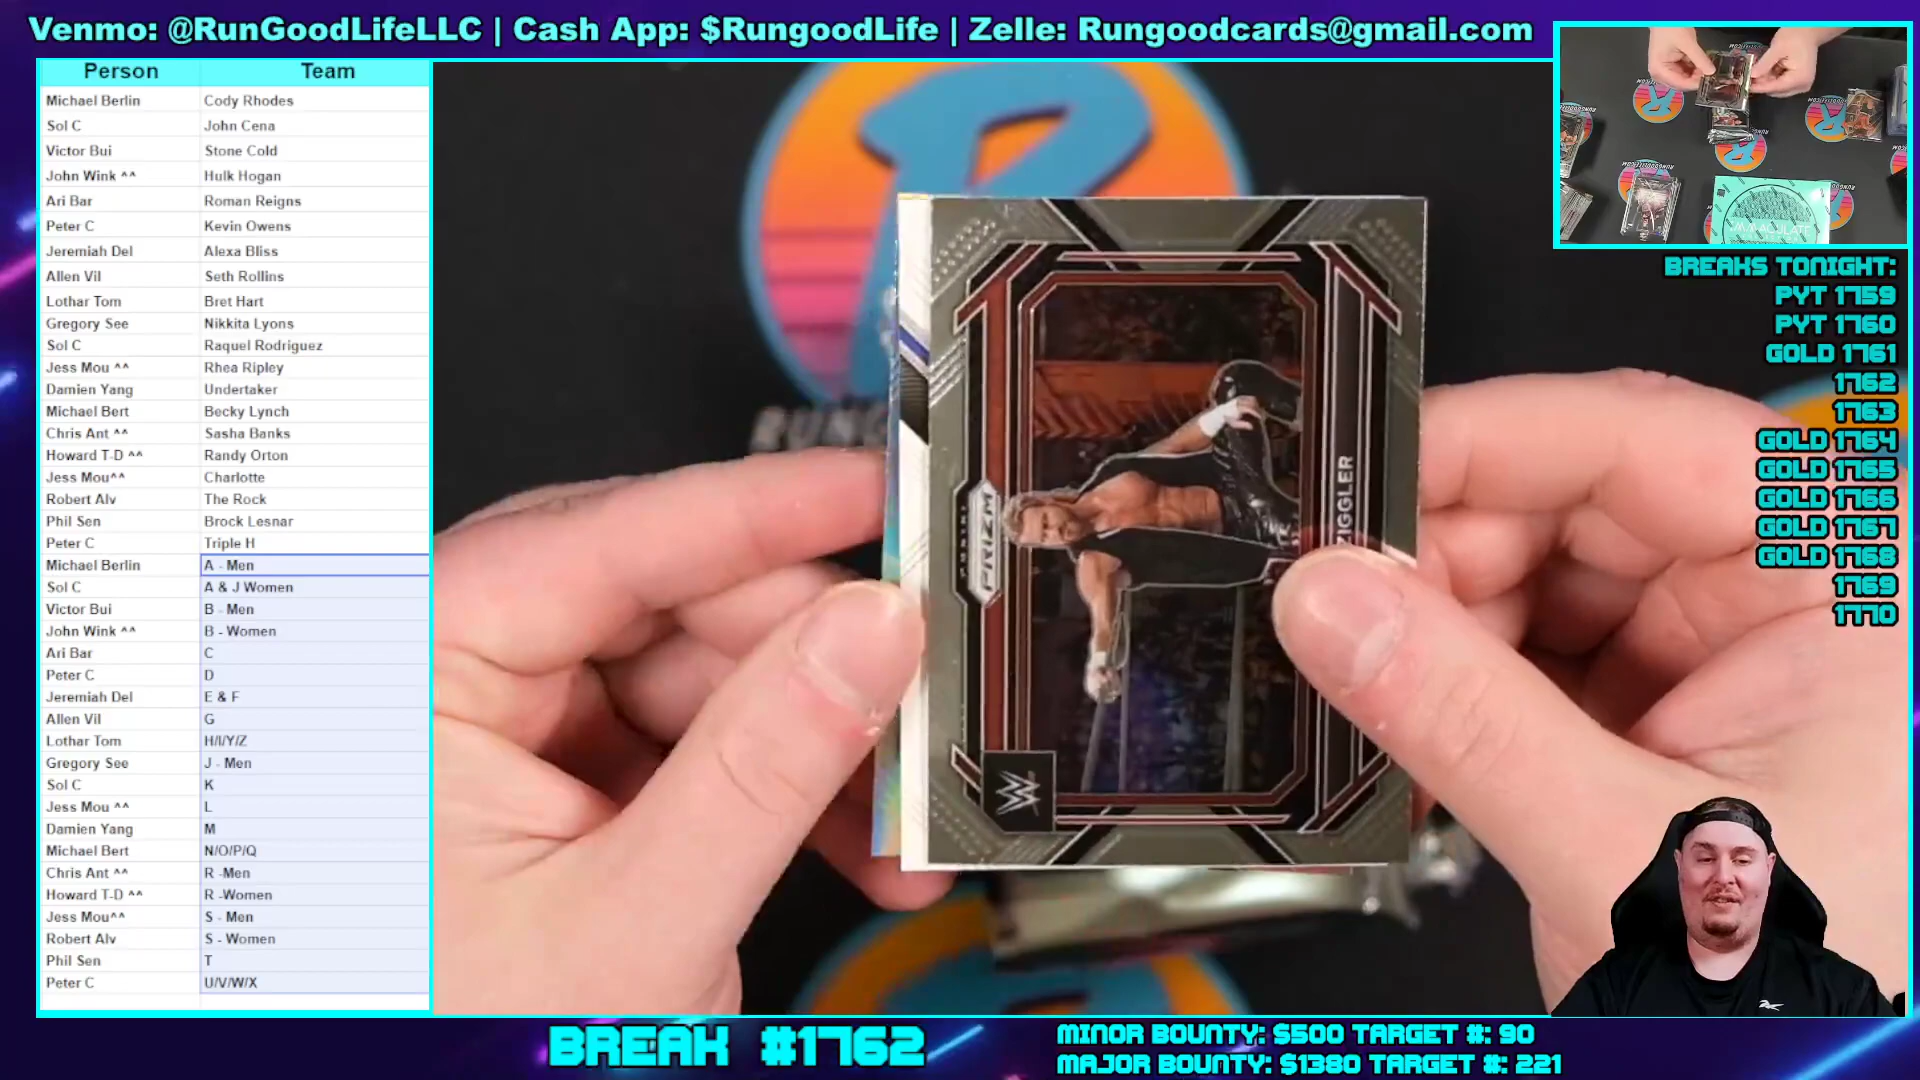 Venmo: @RunGoodLifeLLC | Cash App: $RungoodLife | Zelle: Rungoodcards@gmail.com
Person Team
Michael Berlin Cody Rhodes
Sol C John Cena
Victor Bui Stone Cold
John Wink ^^ Hulk Hogan
Ari Bar Roman Reigns
Peter C Kevin Owens
Jeremiah Del Alexa Bliss
Allen Vil Seth Rollins
Lothar Tom Bret Hart
Gregory See Nikkita Lyons
Sol C Raquel Rodriguez
Jess Mou ^^ Rhea Ripley
Damien Yang Undertaker
Michael Bert Becky Lynch
Chris Ant ^^ Sasha Banks
Howard T-D ^^ Randy Orton
Jess Mou^^ Charlotte
Robert Alv The Rock
Phil Sen Brock Lesnar
Peter C Triple H
Michael Berlin A - Men
Sol C A & J Women
Victor Bui B - Men
John Wink ^^ B - Women
Ari Bar C
Peter C D
Jeremiah Del E & F
Allen Vil G
Lothar Tom H/I/Y/Z
Gregory See J - Men
Sol C K
Jess Mou ^^ L
Damien Yang M
Michael Bert N/O/P/Q
Chris Ant ^^ R -Men
Howard T-D ^^ R -Women
Jess Mou^^ S - Men
Robert Alv S - Women
Phil Sen T
Peter C U/V/W/X
PANINI
PRIZM
ZIGGLER
W
IMMACULATE
BREAKS TONIGHT:
PYT 1759
PYT 1760
GOLD 1761
1762
1763
GOLD 1764
GOLD 1765
GOLD 1766
GOLD 1767
GOLD 1768
1769
1770
BREAK #1762
MINOR BOUNTY: $500 TARGET #: 90
MAJOR BOUNTY: $1380 TARGET #: 221